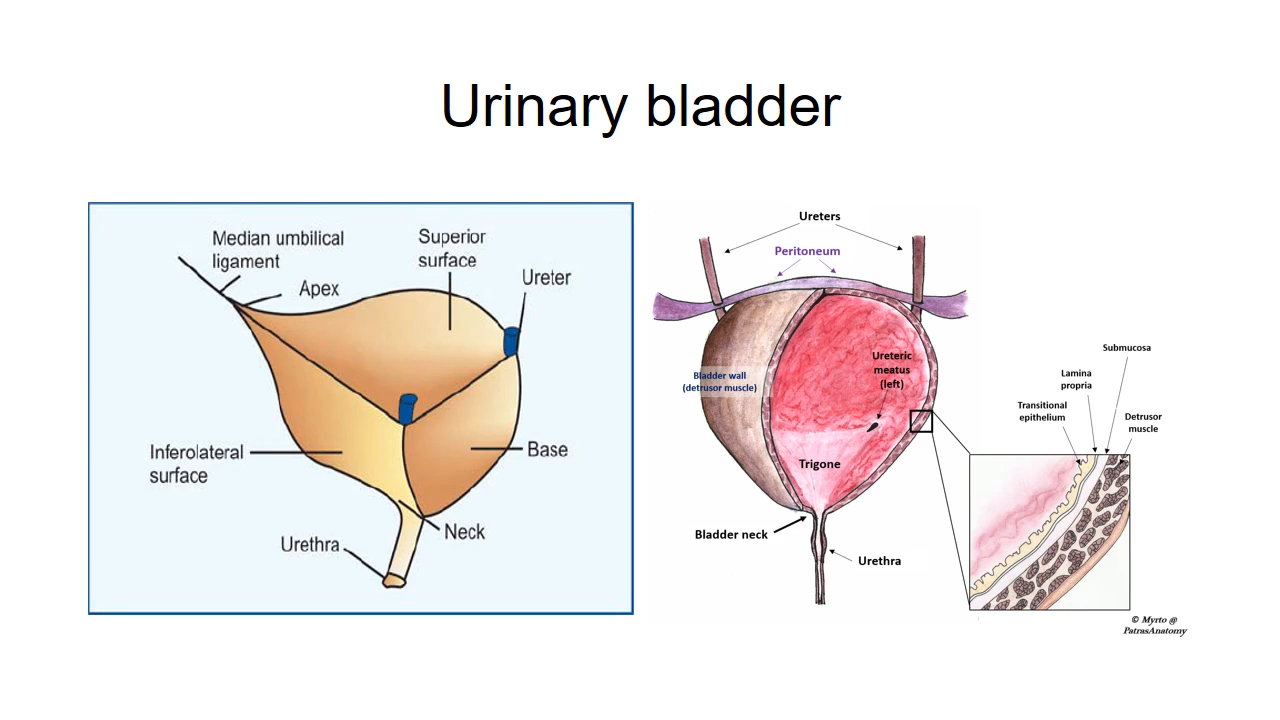 Urinary bladder
Median umbilical
ligament
Apex
Superior
surface
Ureter
Inferolateral
surface
Base
Neck
Urethra
Ureters
Peritoneum
Bladder wall
(detrusor muscle)
Ureteric
meatus
(left)
Trigone
Bladder neck
Urethra
Submucosa
Lamina
propria
Transitional
epithelium
Detrusor
muscle
© Myrto @
PatrasAnatomy